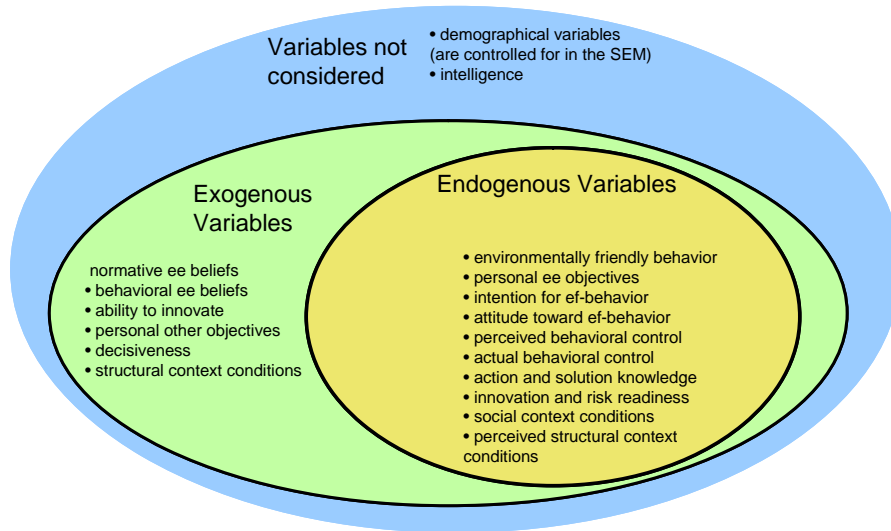 Variables not
considered
• demographical variables
(are controlled for in the SEM)
• intelligence
Exogenous
Variables
normative ee beliefs
• behavioral ee beliefs
• ability to innovate
• personal other objectives
• decisiveness
• structural context conditions
Endogenous Variables
• environmentally friendly behavior
• personal ee objectives
• intention for ef-behavior
• attitude toward ef-behavior
• perceived behavioral control
• actual behavioral control
• action and solution knowledge
• innovation and risk readiness
• social context conditions
• perceived structural context
conditions